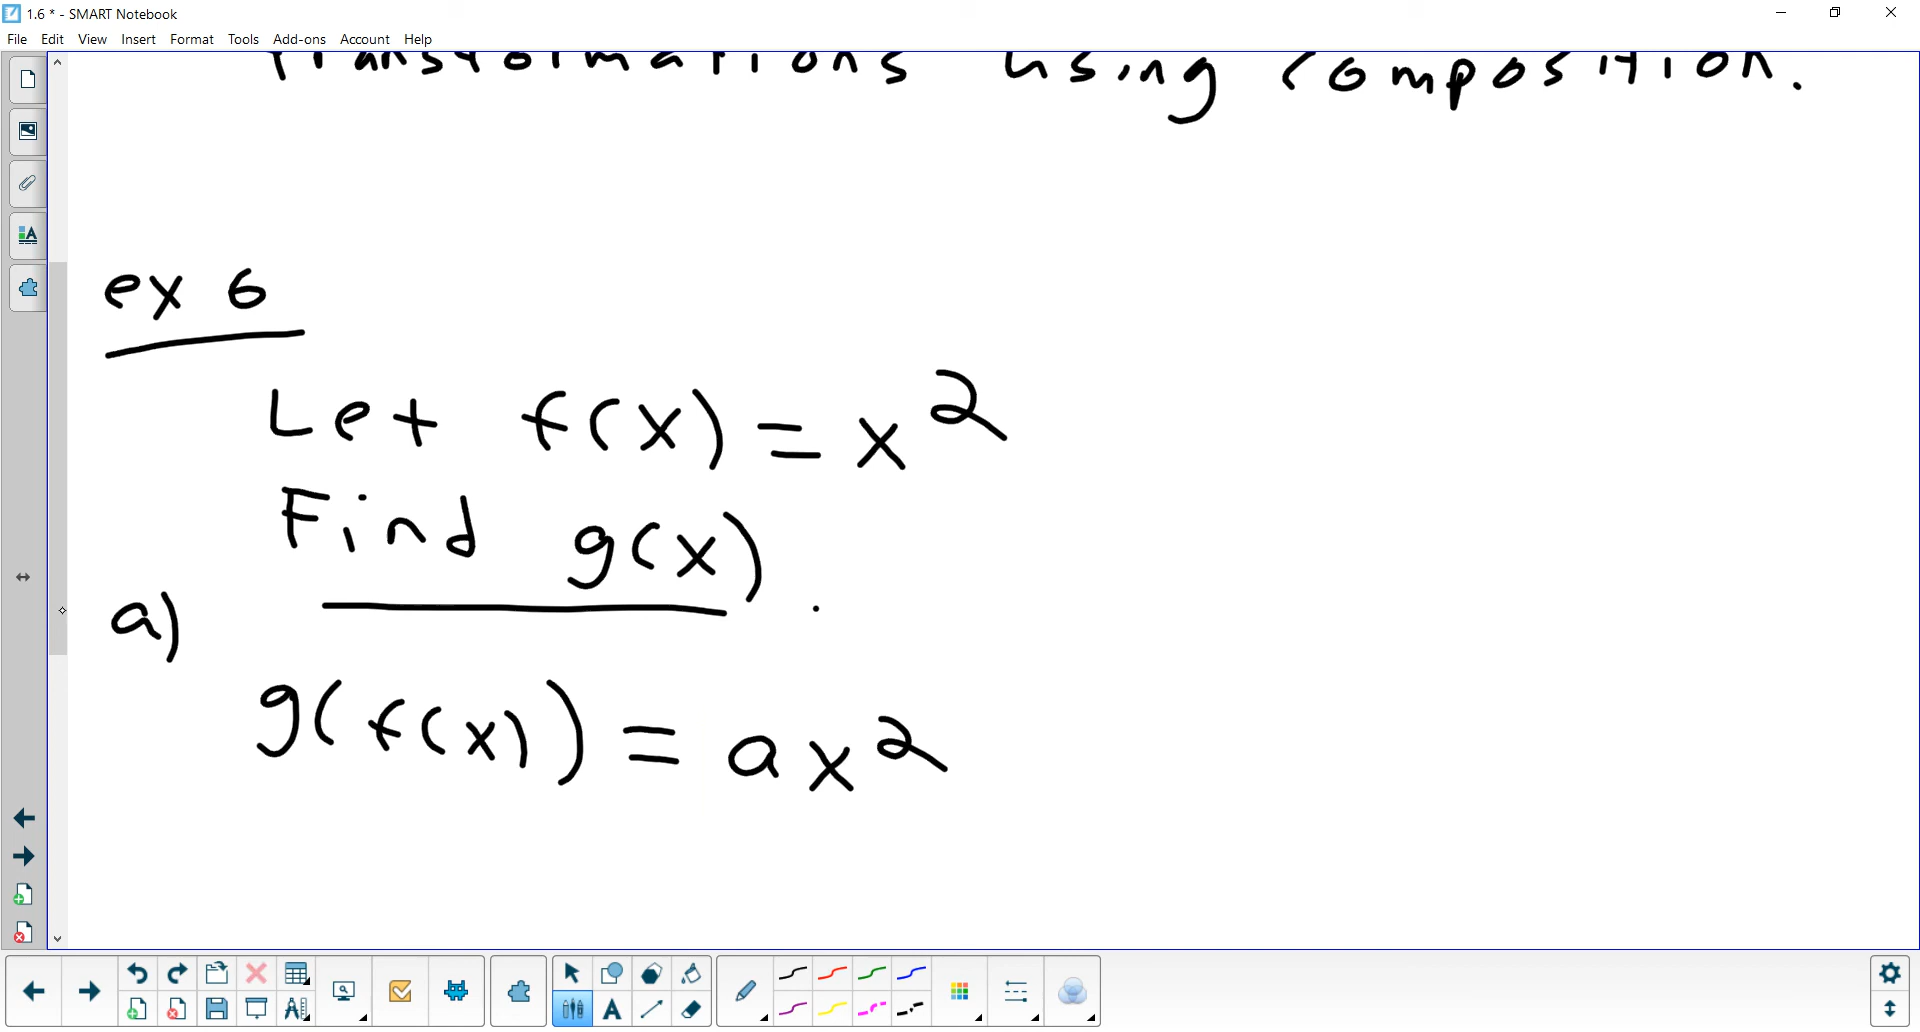 1.6 * - SMART Notebook
File Edit View Insert Format Tools Add-ons Account Help
Transformations using composition.
ex 6
Let f(x) = x²
Find g(x).
a)
g(f(x)) = ax²